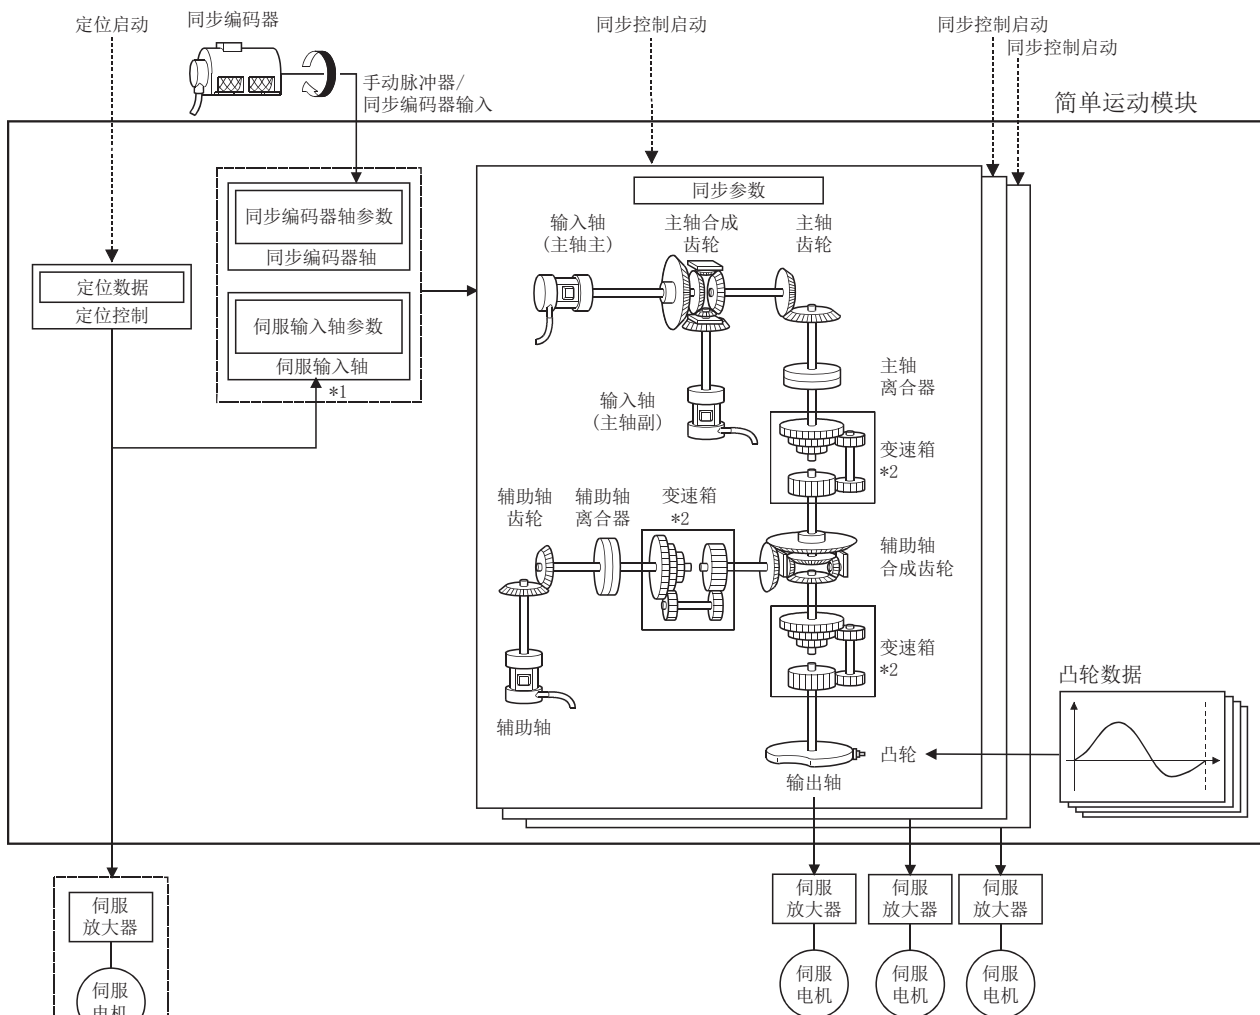 定位启动
同步编码器
同步控制启动
同步控制启动
同步控制启动
手动脉冲器/
同步编码器输入
简单运动模块
同步参数
同步编码器轴参数
同步编码器轴
输入轴
(主轴主)
主轴合成
齿轮
主轴
齿轮
定位数据
定位控制
伺服输入轴参数
伺服输入轴
*1
主轴
离合器
输入轴
(主轴副)
变速箱
*2
辅助轴
齿轮
辅助轴
离合器
变速箱
*2
辅助轴
合成齿轮
变速箱
*2
凸轮数据
辅助轴
凸轮
输出轴
伺服
放大器
伺服
放大器
伺服
放大器
伺服
放大器
伺服
电机
伺服
电机
伺服
电机
伺服
电机